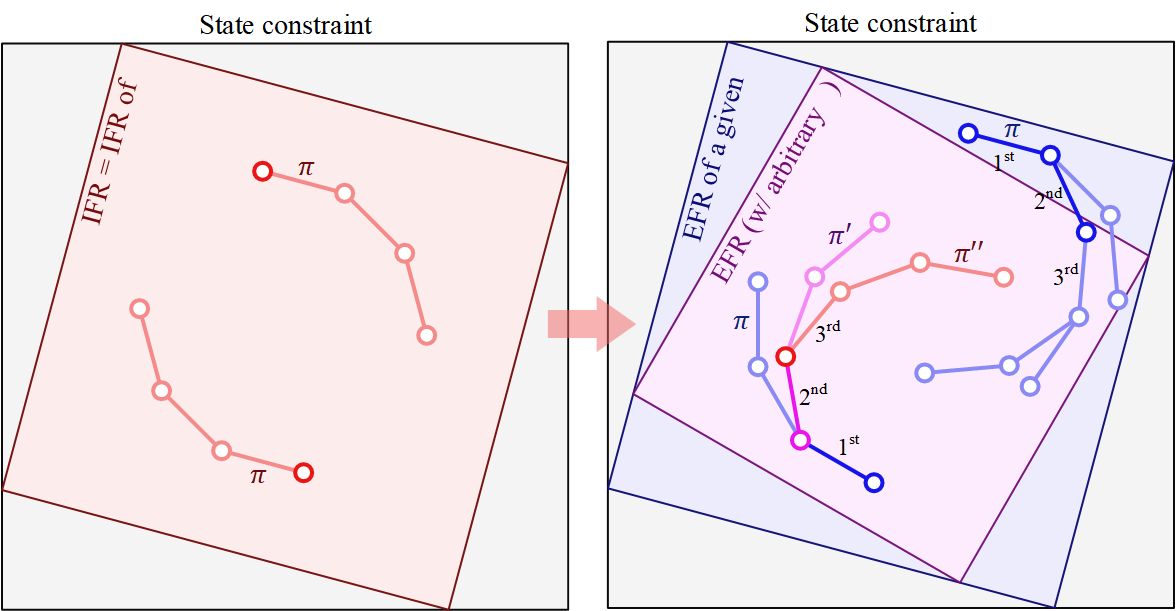 State constraint
IFR = IFR of
π
π
State constraint
EFR of a given
EFR (w/ arbitrary )
π
1st
2nd
3rd
π′
π′′
π
3rd
2nd
1st